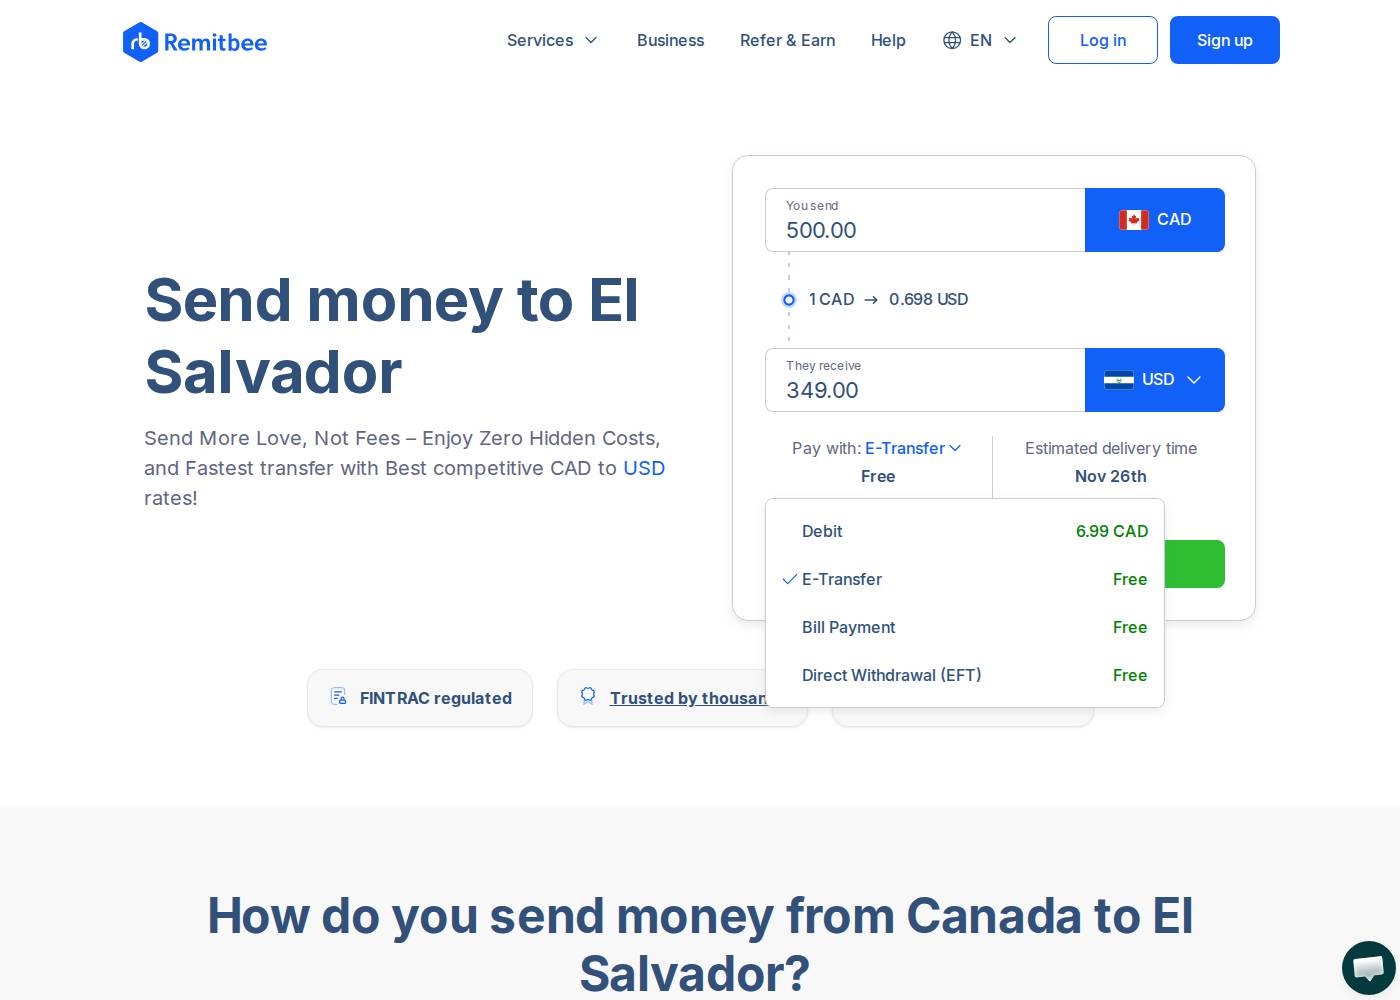 Remitbee
Services
Business
Refer & Earn
Help
EN
Log in
Sign up
Send money to El
Salvador
Send More Love, Not Fees – Enjoy Zero Hidden Costs,
and Fastest transfer with Best competitive CAD to USD
rates!
You send
500.00
CAD
1 CAD → 0.698 USD
They receive
349.00
USD
Pay with: E-Transfer
Free
Estimated delivery time
Nov 26th
Debit 6.99 CAD
E-Transfer Free
Bill Payment Free
Direct Withdrawal (EFT) Free
FINTRAC regulated
Trusted by
How do you send money from Canada to El
Salvador?